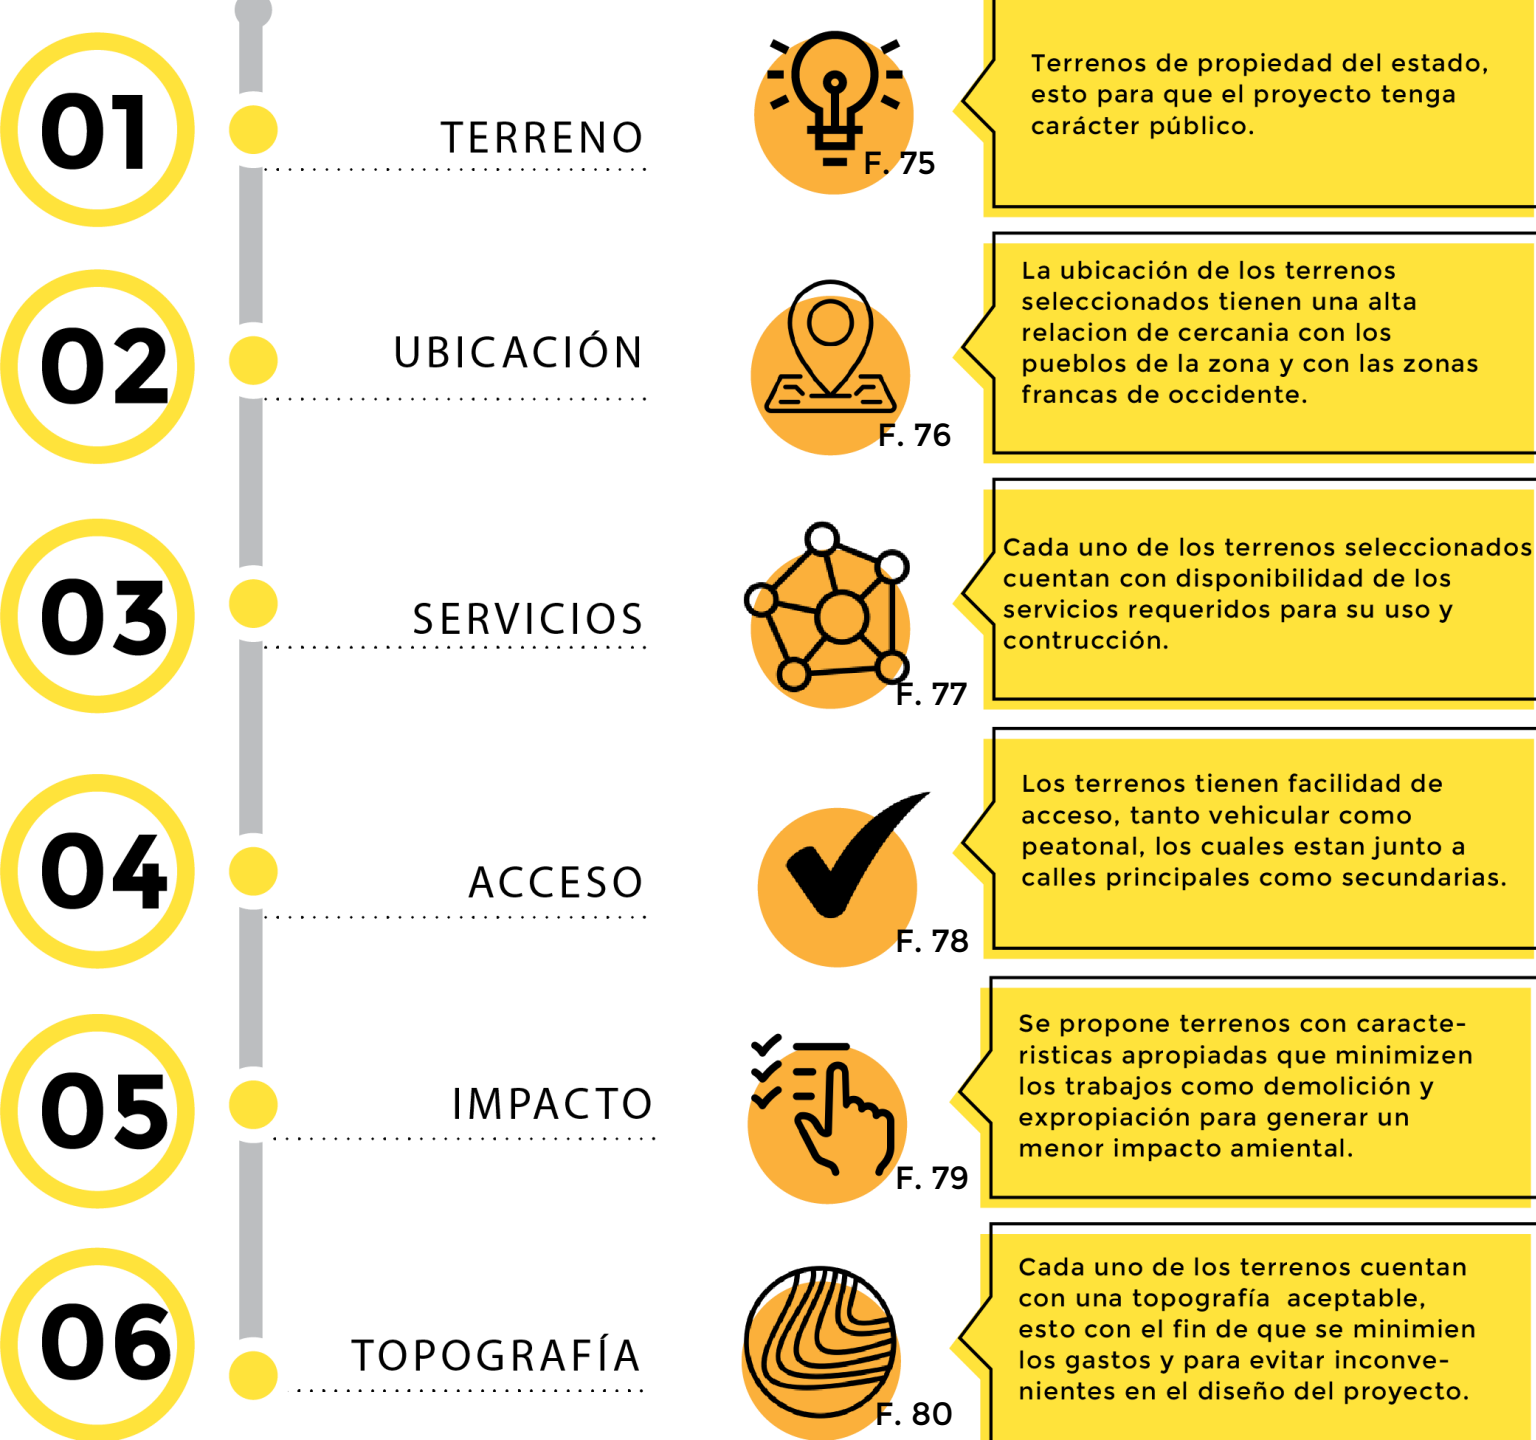 01
TERRENO
F. 75
Terrenos de propiedad del estado,
esto para que el proyecto tenga
carácter público.
02
UBICACIÓN
F. 76
La ubicación de los terrenos
seleccionados tienen una alta
relacion de cercania con los
pueblos de la zona y con las zonas
francas de occidente.
03
SERVICIOS
F. 77
Cada uno de los terrenos seleccionados
cuentan con disponibilidad de los
servicios requeridos para su uso y
contrucción.
04
ACCESO
F. 78
Los terrenos tienen facilidad de
acceso, tanto vehicular como
peatonal, los cuales estan junto a
calles principales como secundarias.
05
IMPACTO
F. 79
Se propone terrenos con caracte-
risticas apropiadas que minimizen
los trabajos como demolición y
expropiación para generar un
menor impacto amiental.
06
TOPOGRAFÍA
F. 80
Cada uno de los terrenos cuentan
con una topografía aceptable,
esto con el fin de que se minimien
los gastos y para evitar inconve-
nientes en el diseño del proyecto.